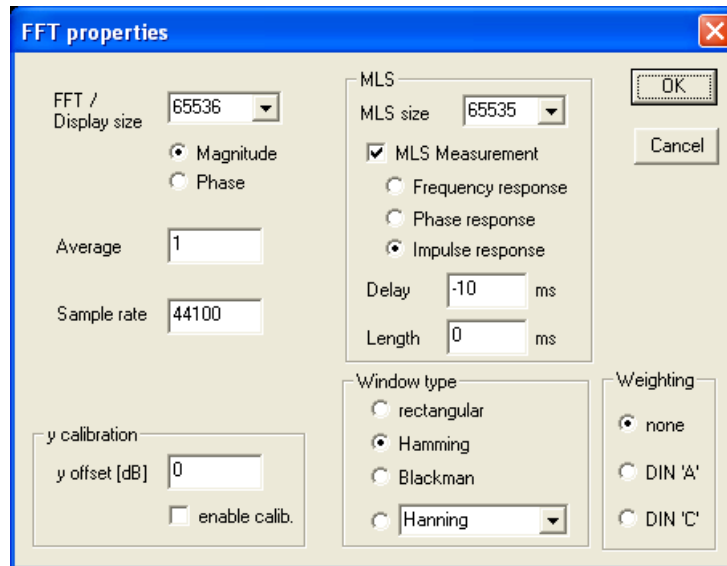 FFT properties
FFT /
Display size
65536
Magnitude
Phase
Average
1
Sample rate
44100
y calibration
y offset [dB]
0
enable calib.
MLS
MLS size
65535
MLS Measurement
Frequency response
Phase response
Impulse response
Delay
-10
ms
Length
0
ms
Window type
rectangular
Hamming
Blackman
Hanning
Weighting
none
DIN 'A'
DIN 'C'
OK
Cancel